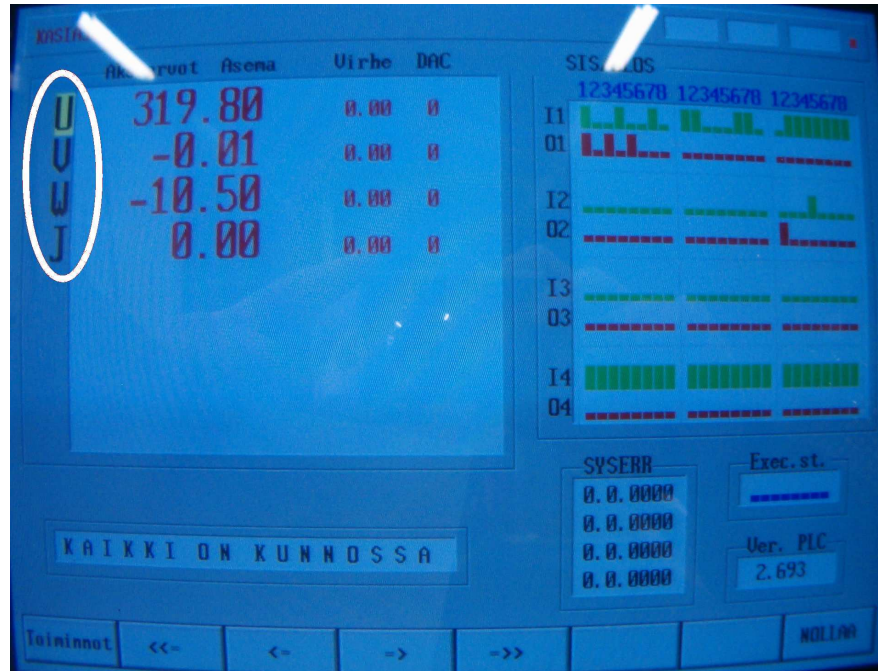 Asema Virhe DAC
12345678 12345678 12345678
U 319.80 0.00 0
V -0.01 0.00 0
W -10.50 0.00 0
J 0.00 0.00 0
I1
O1
I2
O2
I3
O3
I4
O4
SYSERR
0.0.0000
0.0.0000
0.0.0000
0.0.0000
Exec.st.
Ver. PLC
2.693
KAIKKI ON KUNNOSSA
Toiminnot <<= <= => =>> NOLLAA